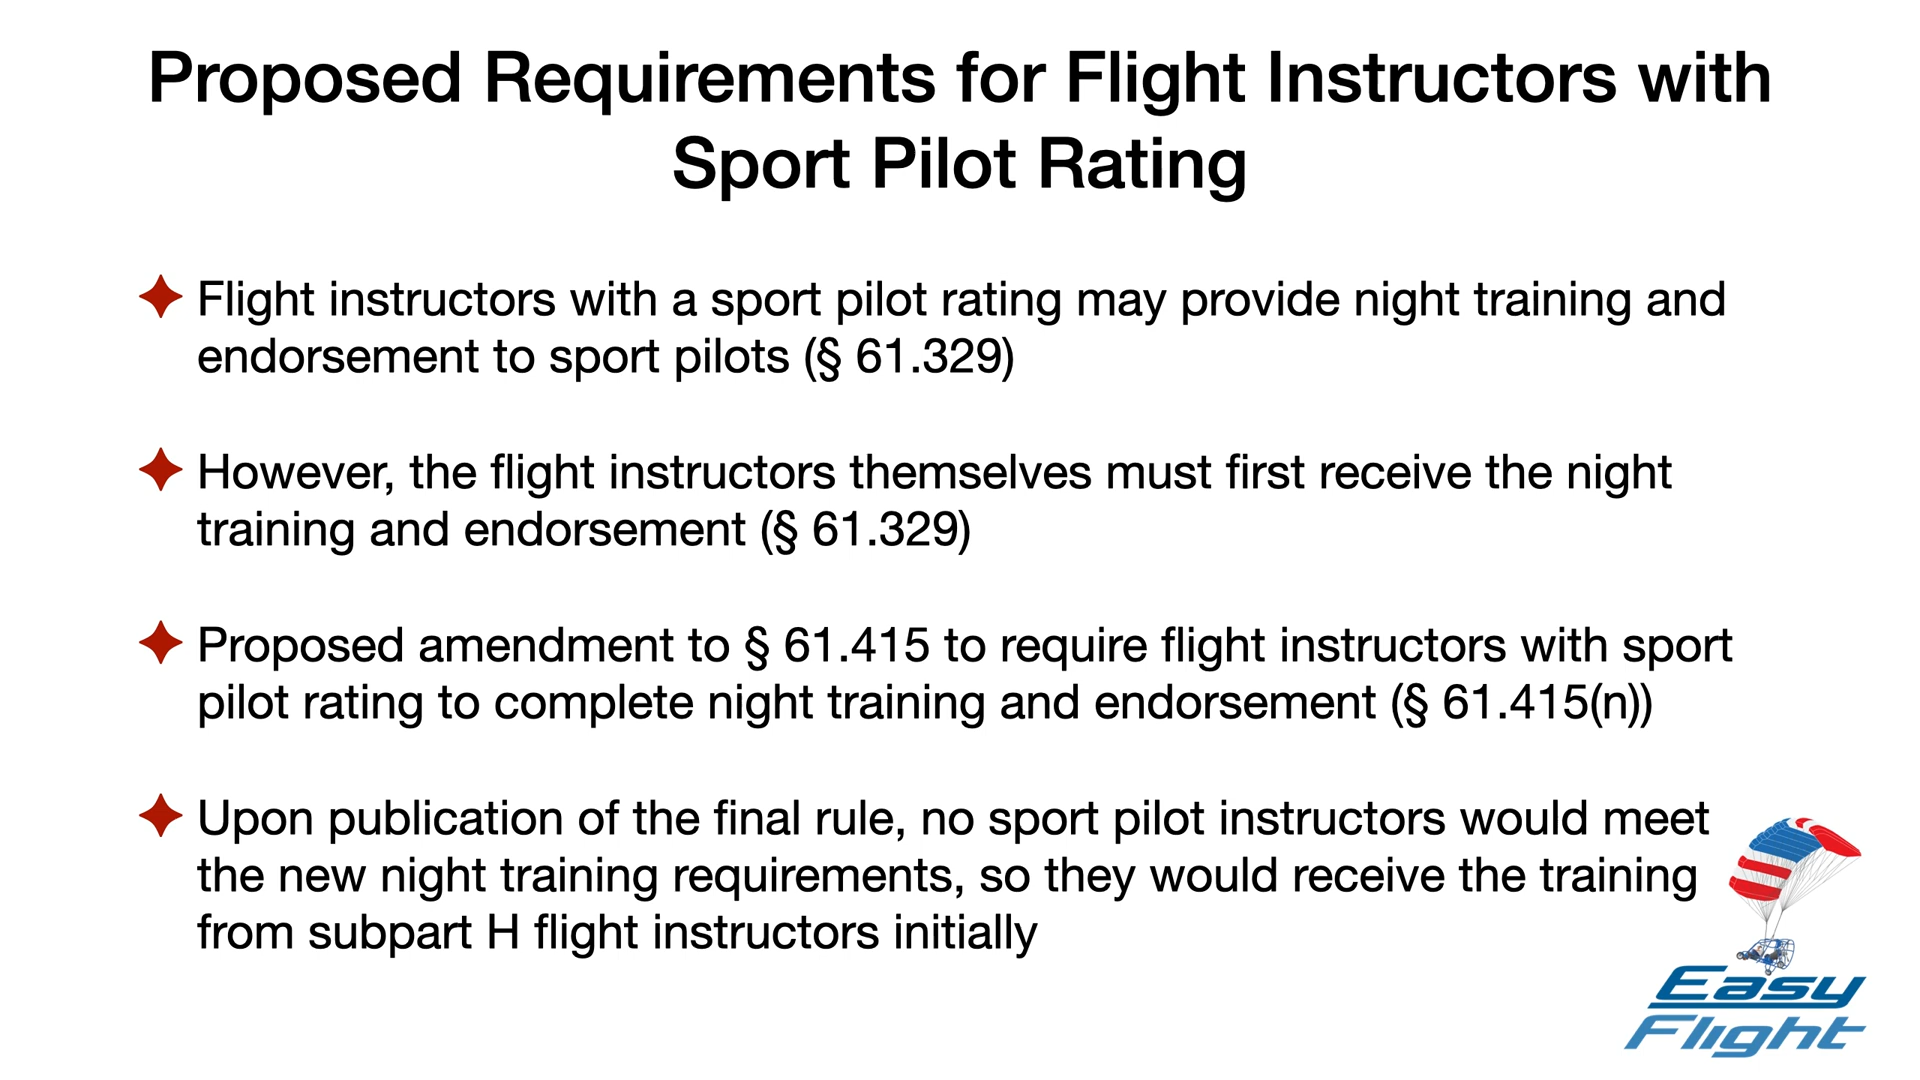 Proposed Requirements for Flight Instructors with
Sport Pilot Rating
Flight instructors with a sport pilot rating may provide night training and
endorsement to sport pilots (§ 61.329)
However, the flight instructors themselves must first receive the night
training and endorsement (§ 61.329)
Proposed amendment to § 61.415 to require flight instructors with sport
pilot rating to complete night training and endorsement (§ 61.415(n))
Upon publication of the final rule, no sport pilot instructors would meet
the new night training requirements, so they would receive the training
from subpart H flight instructors initially
Easy
Flight